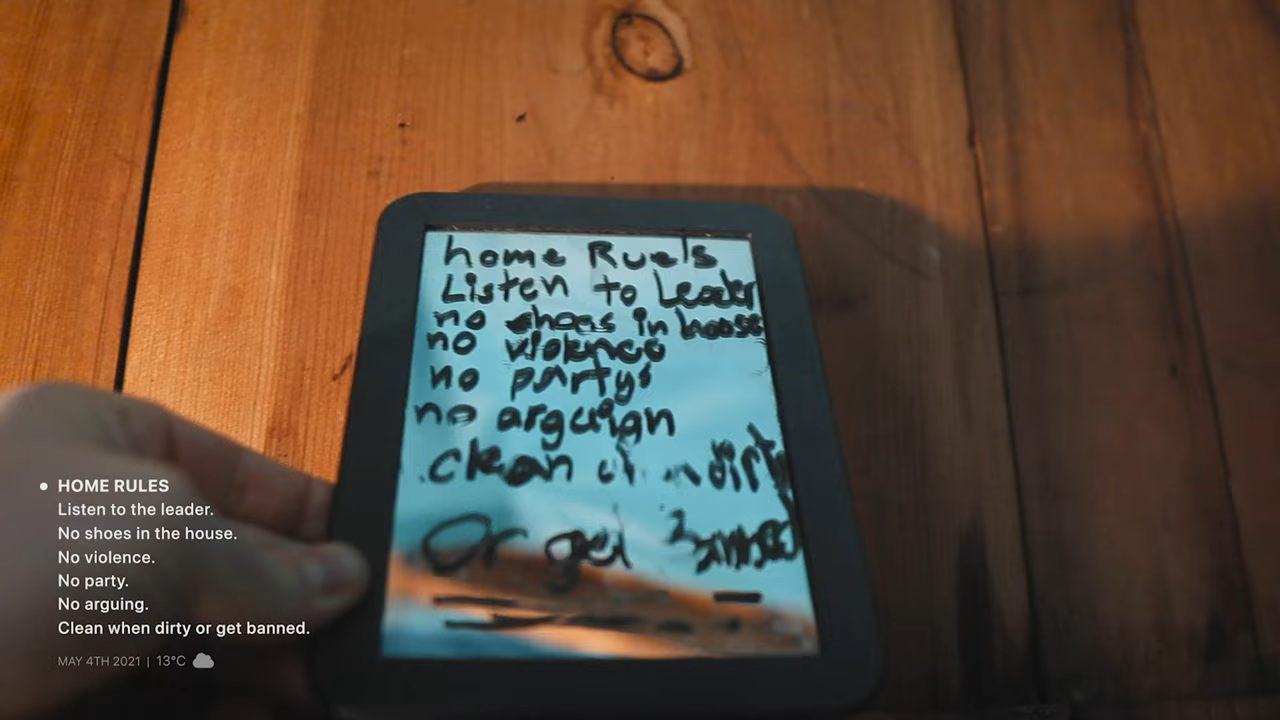 home Ruels
Listen to Leader
no shoes in house
no violence
no partys
no arguign
clean dirty
Or get Banned
HOME RULES
Listen to the leader.
No shoes in the house.
No violence.
No party.
No arguing.
Clean when dirty or get banned.
MAY 4TH 2021 | 13°C